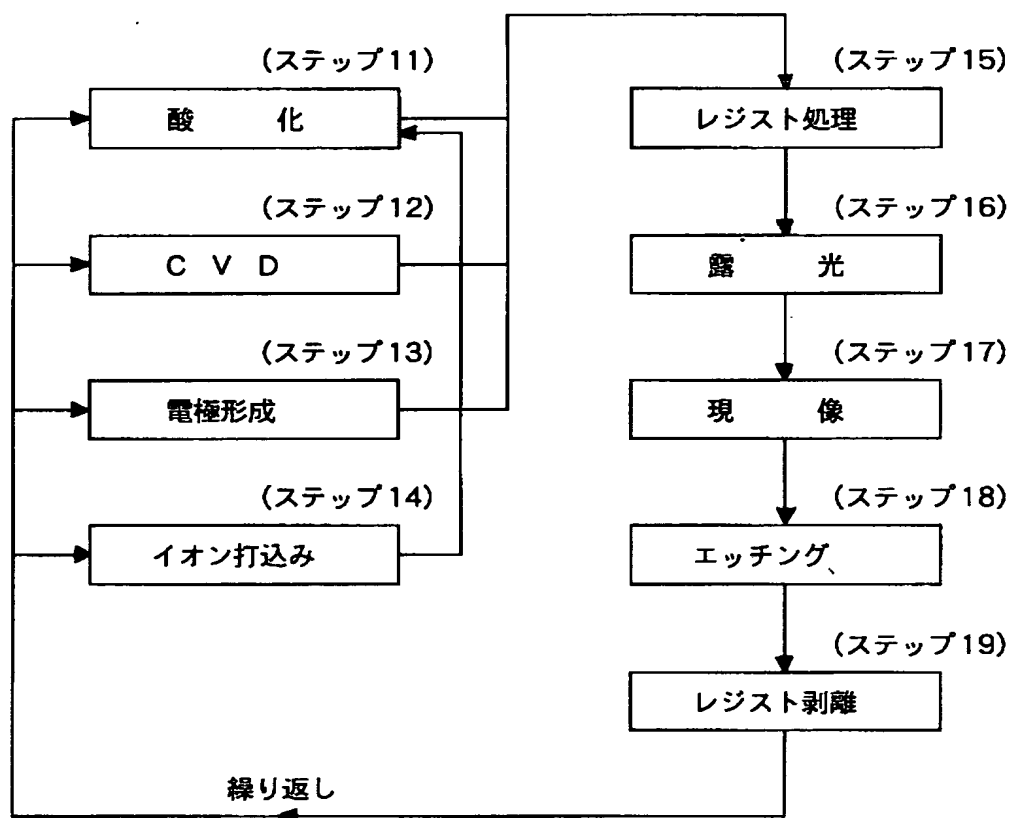 (ステップ11)
酸 化
(ステップ12)
C V D
(ステップ13)
電極形成
(ステップ14)
イオン打込み
(ステップ15)
レジスト処理
(ステップ16)
露 光
(ステップ17)
現 像
(ステップ18)
エッチング
(ステップ19)
レジスト剥離
繰り返し